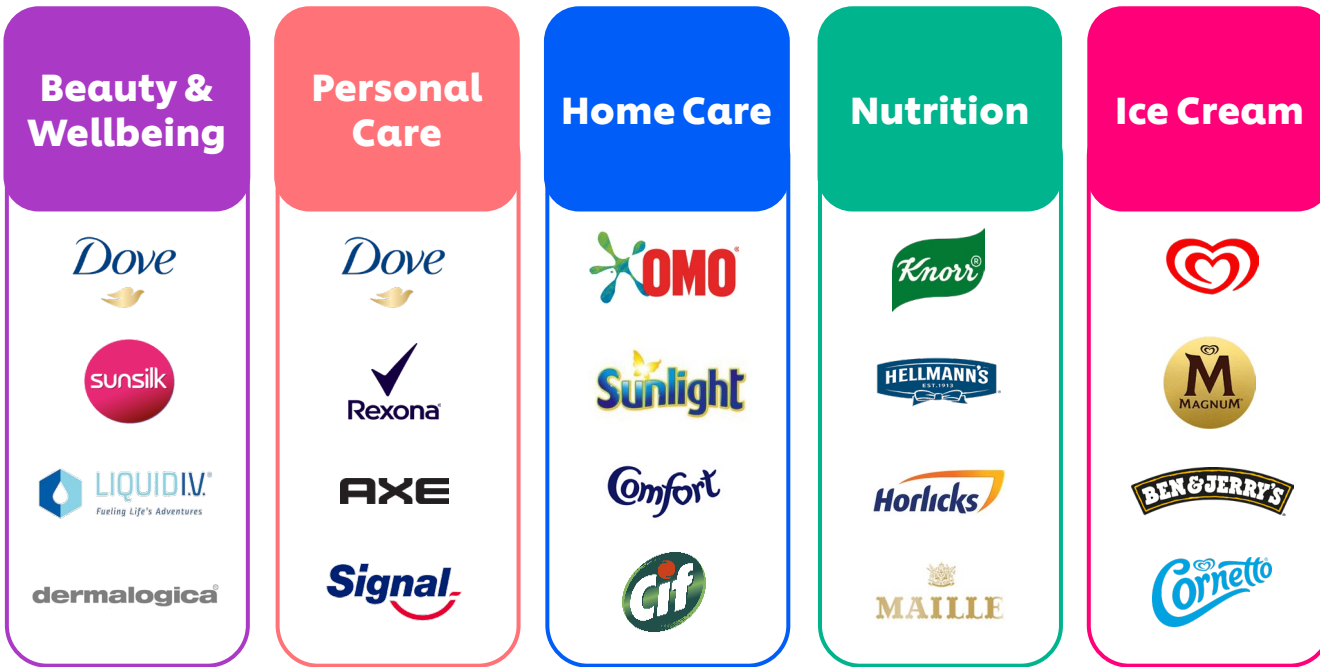 Beauty &
Wellbeing
Dove
sunsilk
LIQUID I.V.®
Fueling Life's Adventures
dermalogica®
Personal
Care
Dove
Rexona
AXE
Signal
Home Care
OMO
Sunlight
Comfort
Cif
Nutrition
Knorr®
HELLMANN'S
EST. 1913
Horlicks
MAILLE
Ice Cream
M
MAGNUM
BEN & JERRY'S
Cornetto